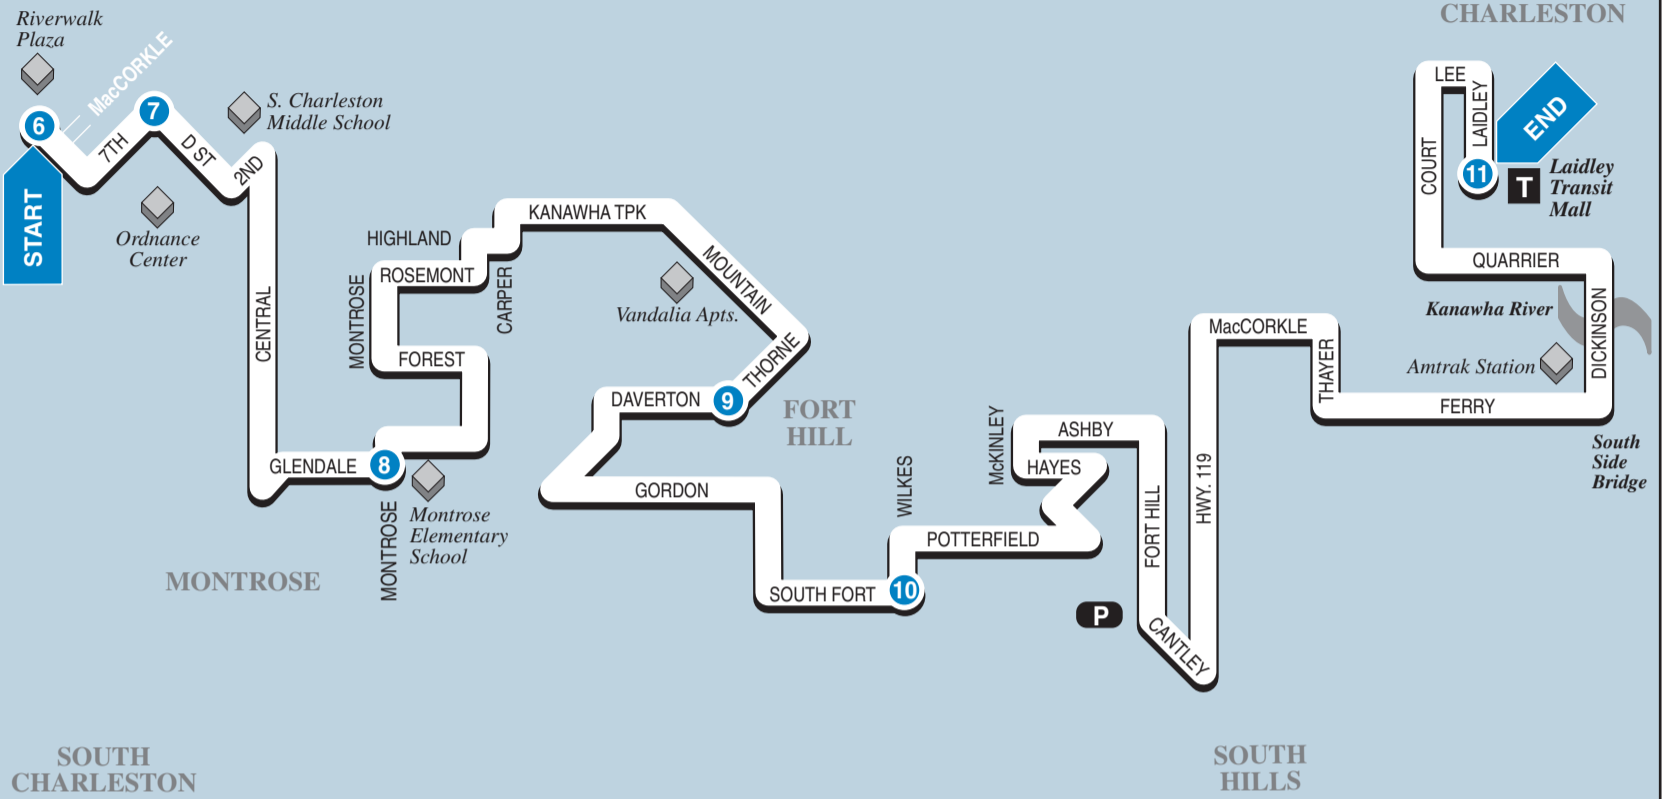 Riverwalk
Plaza
MacCORKLE
6
7
START
7TH
D ST
2ND
S. Charleston
Middle School
Ordnance
Center
CENTRAL
GLENDALE
8
MONTROSE
Montrose
Elementary
School
MONTROSE
FOREST
MONTROSE
ROSEMONT
HIGHLAND
CARPER
KANAWHA TPK
MOUNTAIN
Vandalia Apts.
THORNE
9
DAVERTON
FORT
HILL
GORDON
SOUTH FORT
10
WILKES
POTTERFIELD
HAYES
McKINLEY
ASHBY
FORT HILL
P
CANTLEY
HWY. 119
MacCORKLE
THAYER
FERRY
DICKINSON
Amtrak Station
Kanawha River
South
Side
Bridge
QUARRIER
COURT
LEE
LAIDLEY
11
END
T
Laidley
Transit
Mall
CHARLESTON
SOUTH
CHARLESTON
SOUTH
HILLS